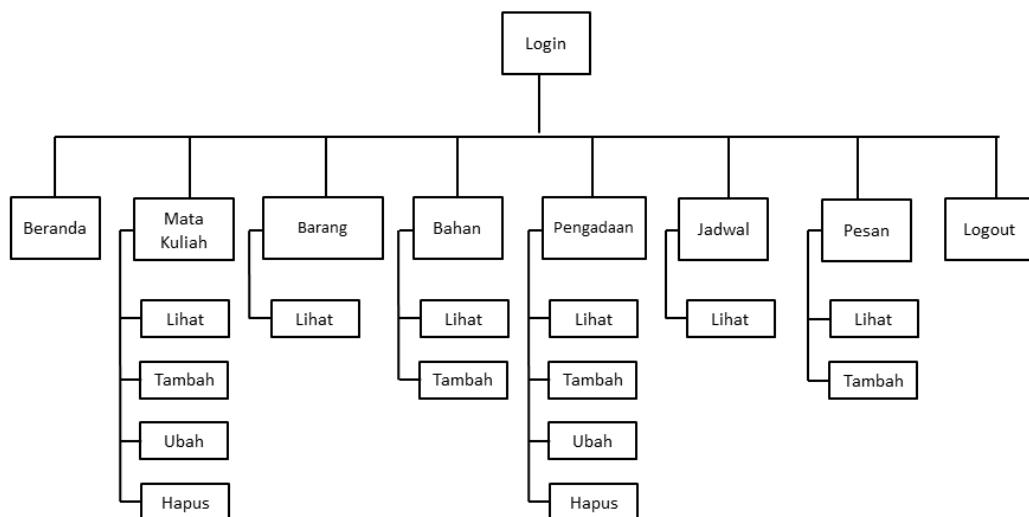 Login
Beranda
Mata
Kuliah
Barang
Bahan
Pengadaan
Jadwal
Pesan
Logout
Lihat
Lihat
Lihat
Lihat
Lihat
Lihat
Tambah
Tambah
Tambah
Tambah
Ubah
Ubah
Hapus
Hapus